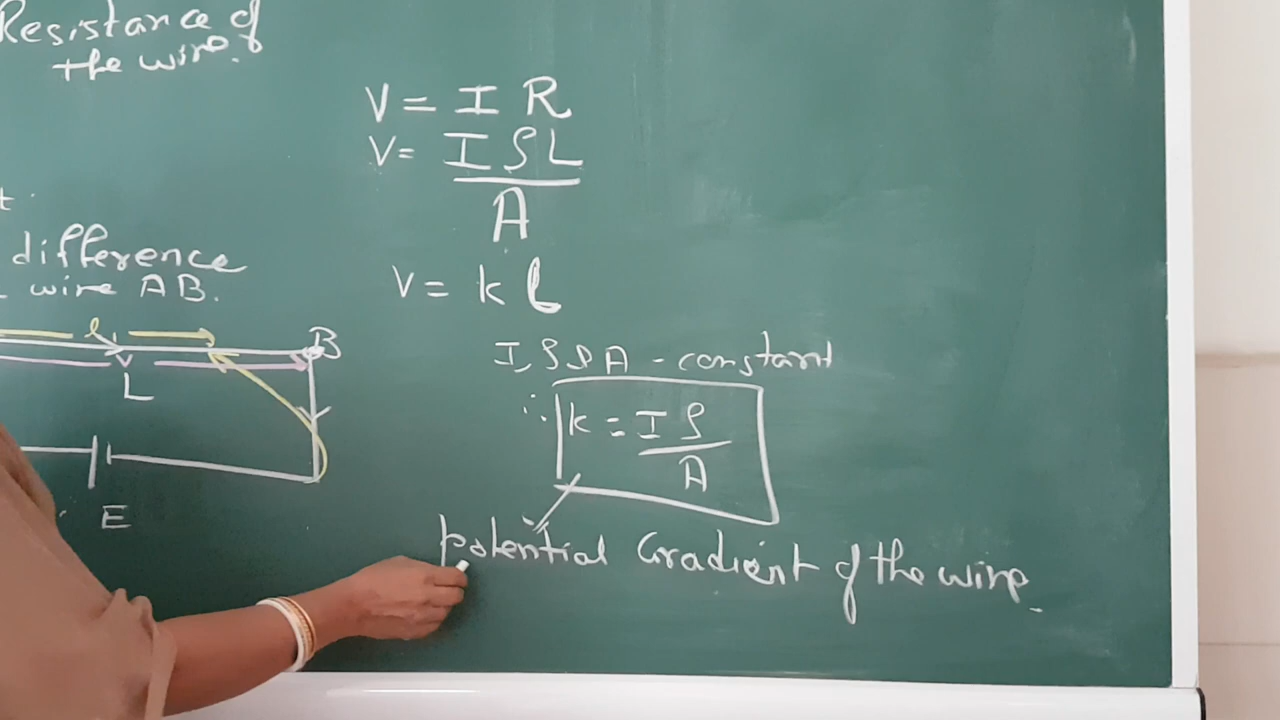 Resistance of
the wire.
t.
difference
wire AB.
l
B
L
E
V = I R
V = I ρ L
A
V = k l
I, ρ & A - constant
∴ k = I ρ
A
potential Gradient of the wire.